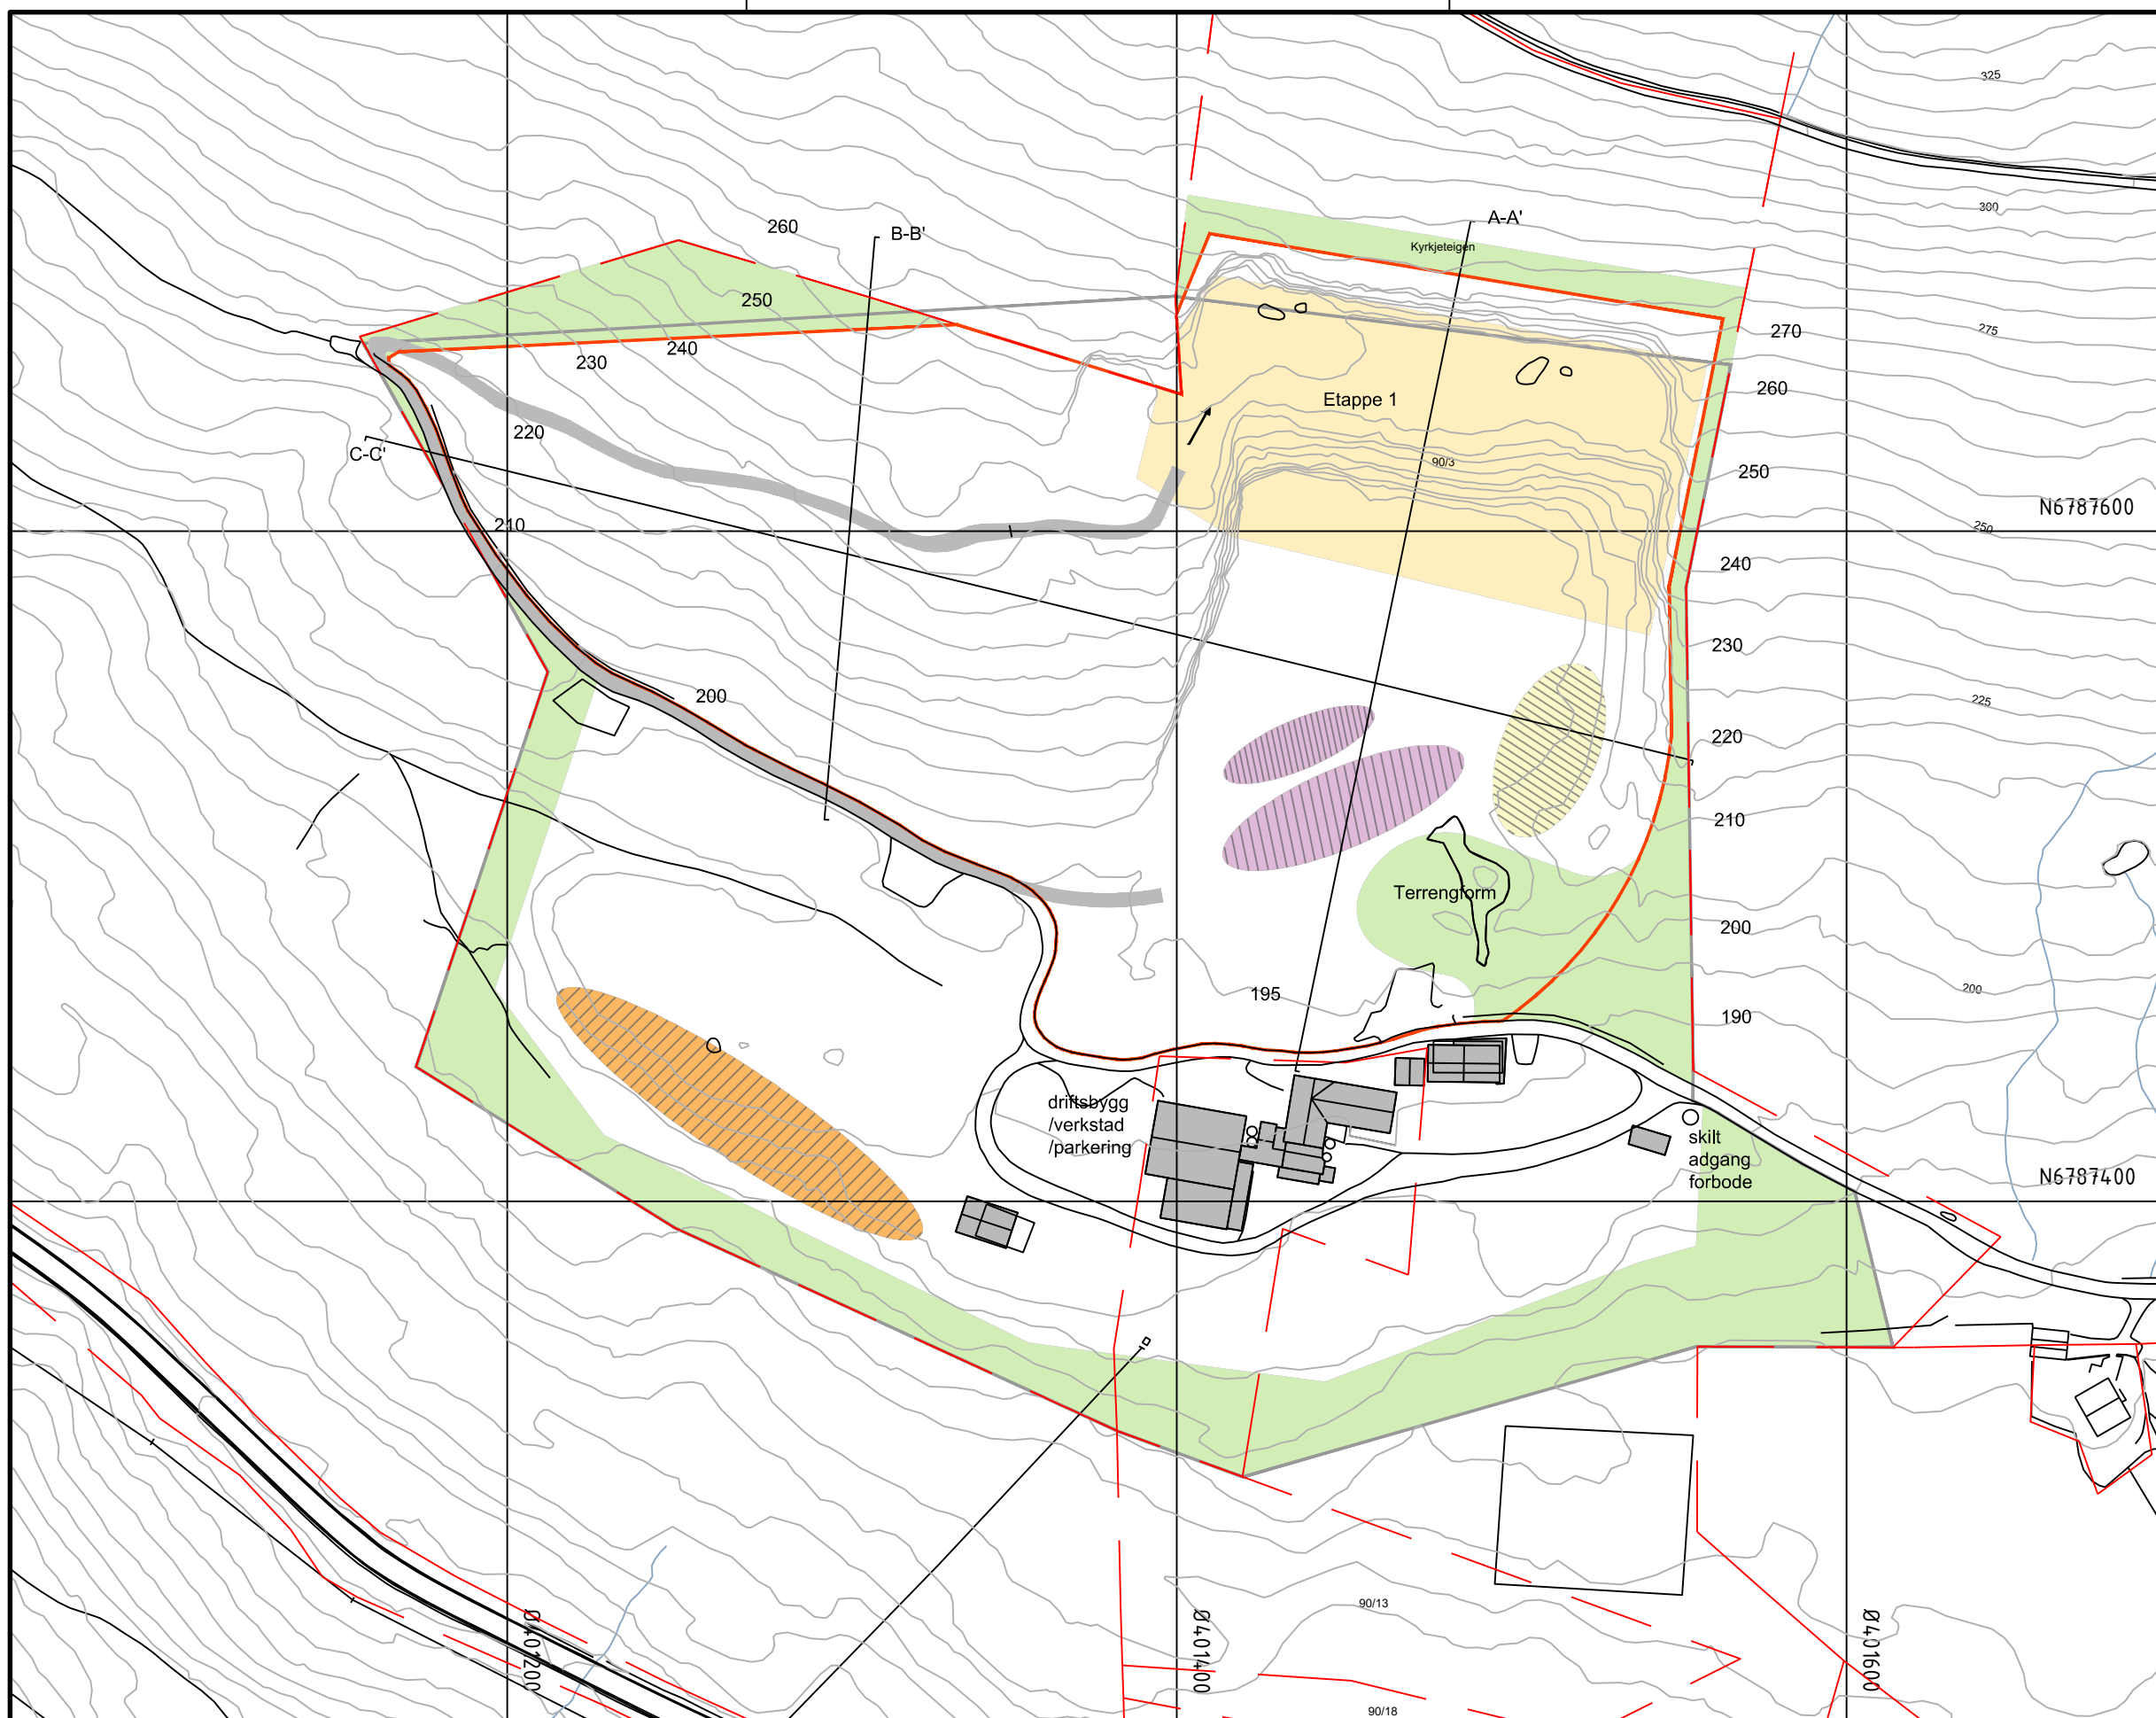 325
300
260
B-B'
A-A'
Kyrkjeteigen
250
270
275
240
230
260
Etappe 1
220
C-C'
90/3
250
N6787600
210
250
240
230
200
225
220
210
Terrengform
200
195
200
190
driftsbygg
/verkstad
/parkering
skilt
adgang
forbode
N6787400
90/13
Ø401200
Ø401400
Ø401600
90/18